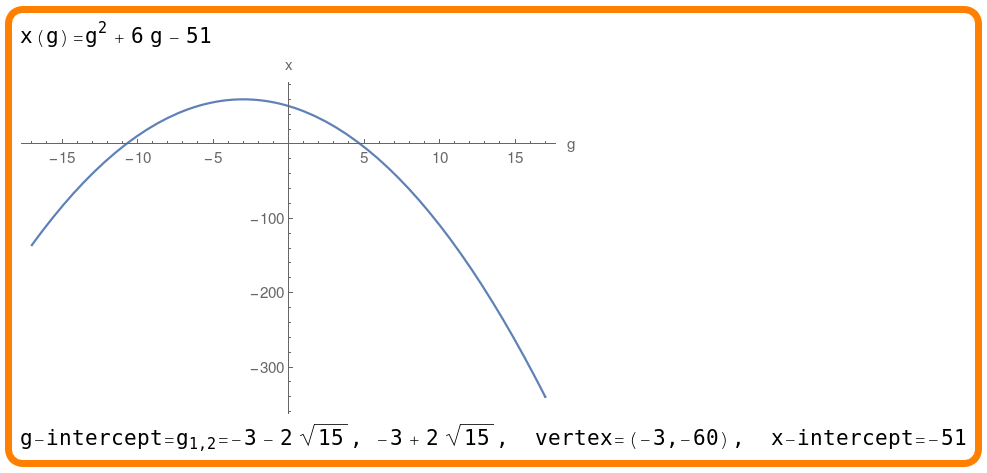 x(g)=g² + 6 g − 51
x
g
−15 −10 −5 5 10 15
−100
−200
−300
g−intercept=g₁,₂=−3 − 2 √15, −3 + 2 √15, vertex=(−3,−60), x−intercept=−51